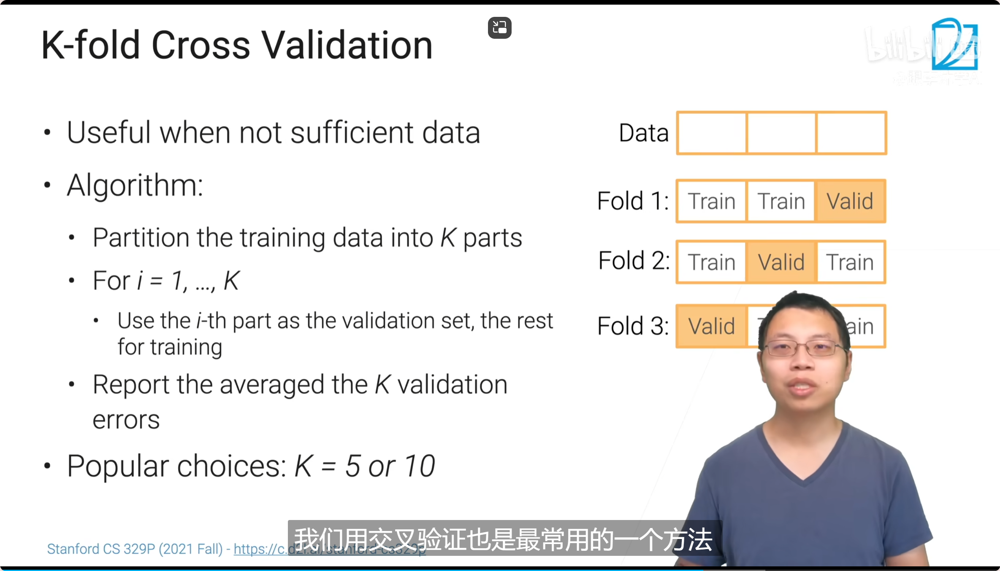 K-fold Cross Validation
bilibili
• Useful when not sufficient data
• Algorithm:
• Partition the training data into K parts
• For i = 1, ..., K
• Use the i-th part as the validation set, the rest
for training
• Report the averaged the K validation
errors
• Popular choices: K = 5 or 10
Data
Fold 1: Train Train Valid
Fold 2: Train Valid Train
Fold 3: Valid ain
我们用交叉验证也是最常用的一个方法
Stanford CS 329P (2021 Fall) - https://c.d2l.ai/stanford-cs329p